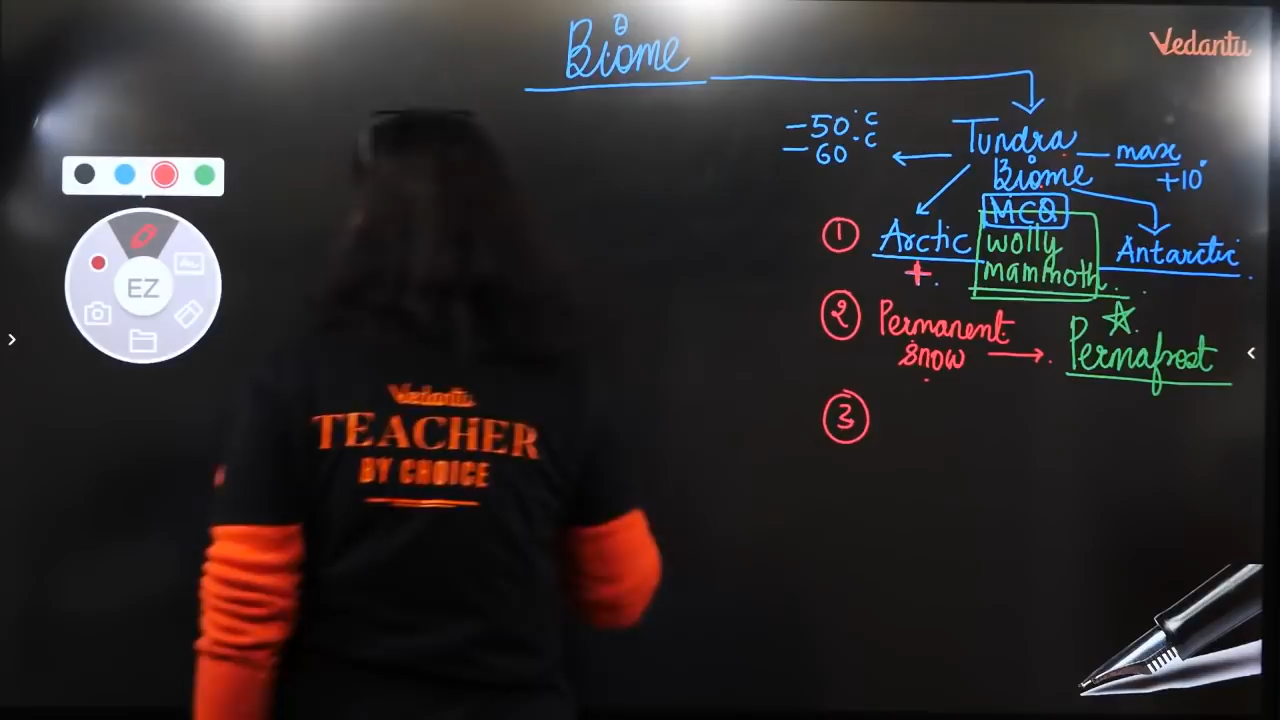 Biome
Vedantu
-50°C
-60°C
Tundra
Biome
max
+10°
MCQ
1
Arctic
wolly
mammoth
Antarctic
+
2
Permanent
snow
Permafrost
3
EZ
Vedantu
TEACHER
BY CHOICE